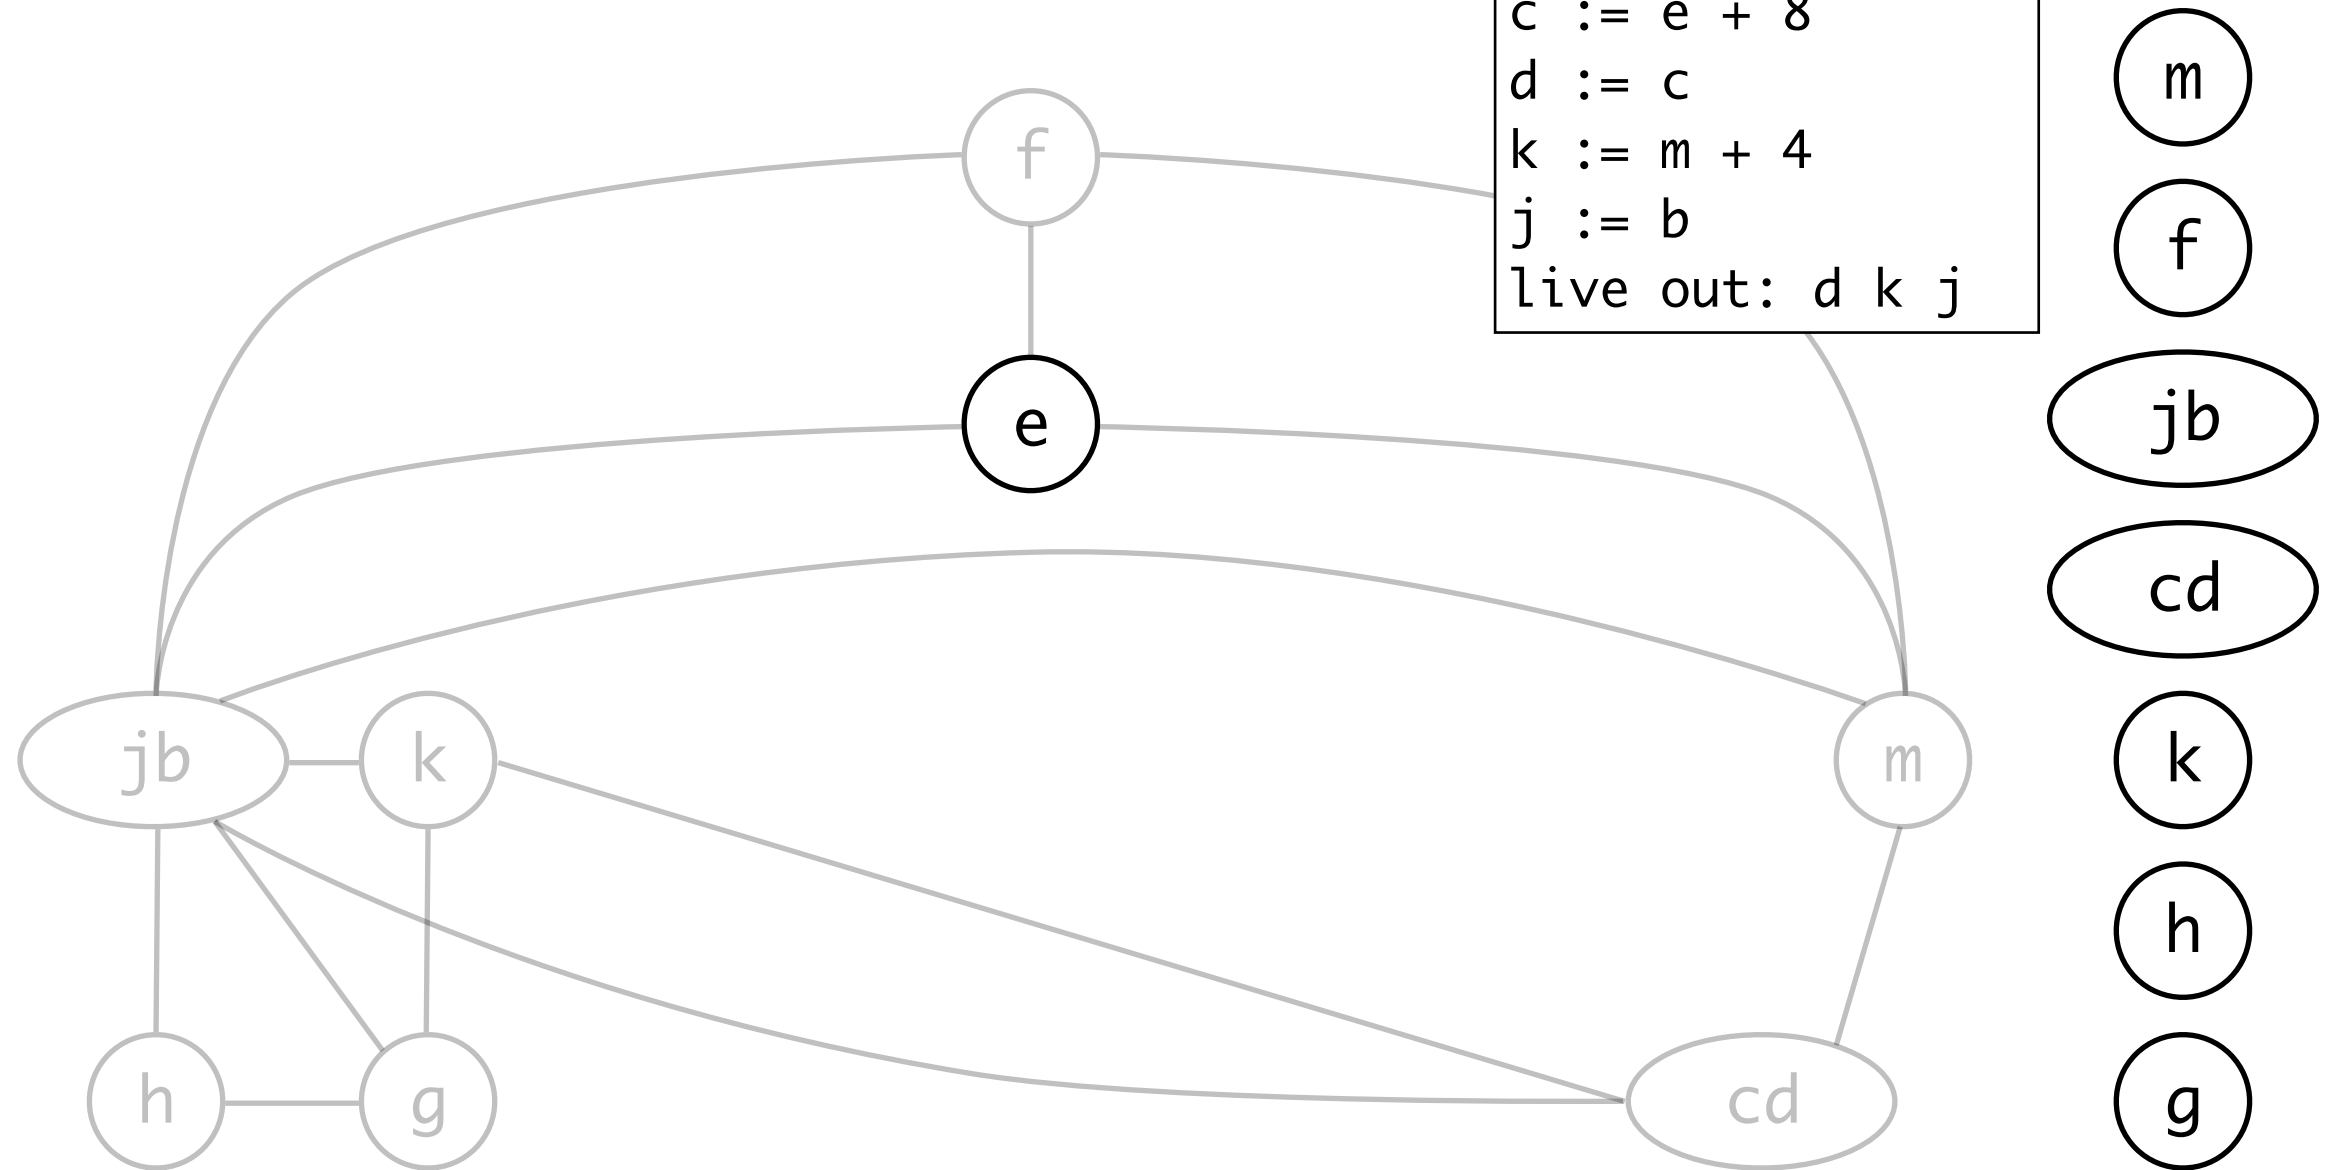 c := e + 8
d := c
k := m + 4
j := b
live out: d k j
f
e
jb
k
m
h
g
cd
m
f
jb
cd
k
h
g